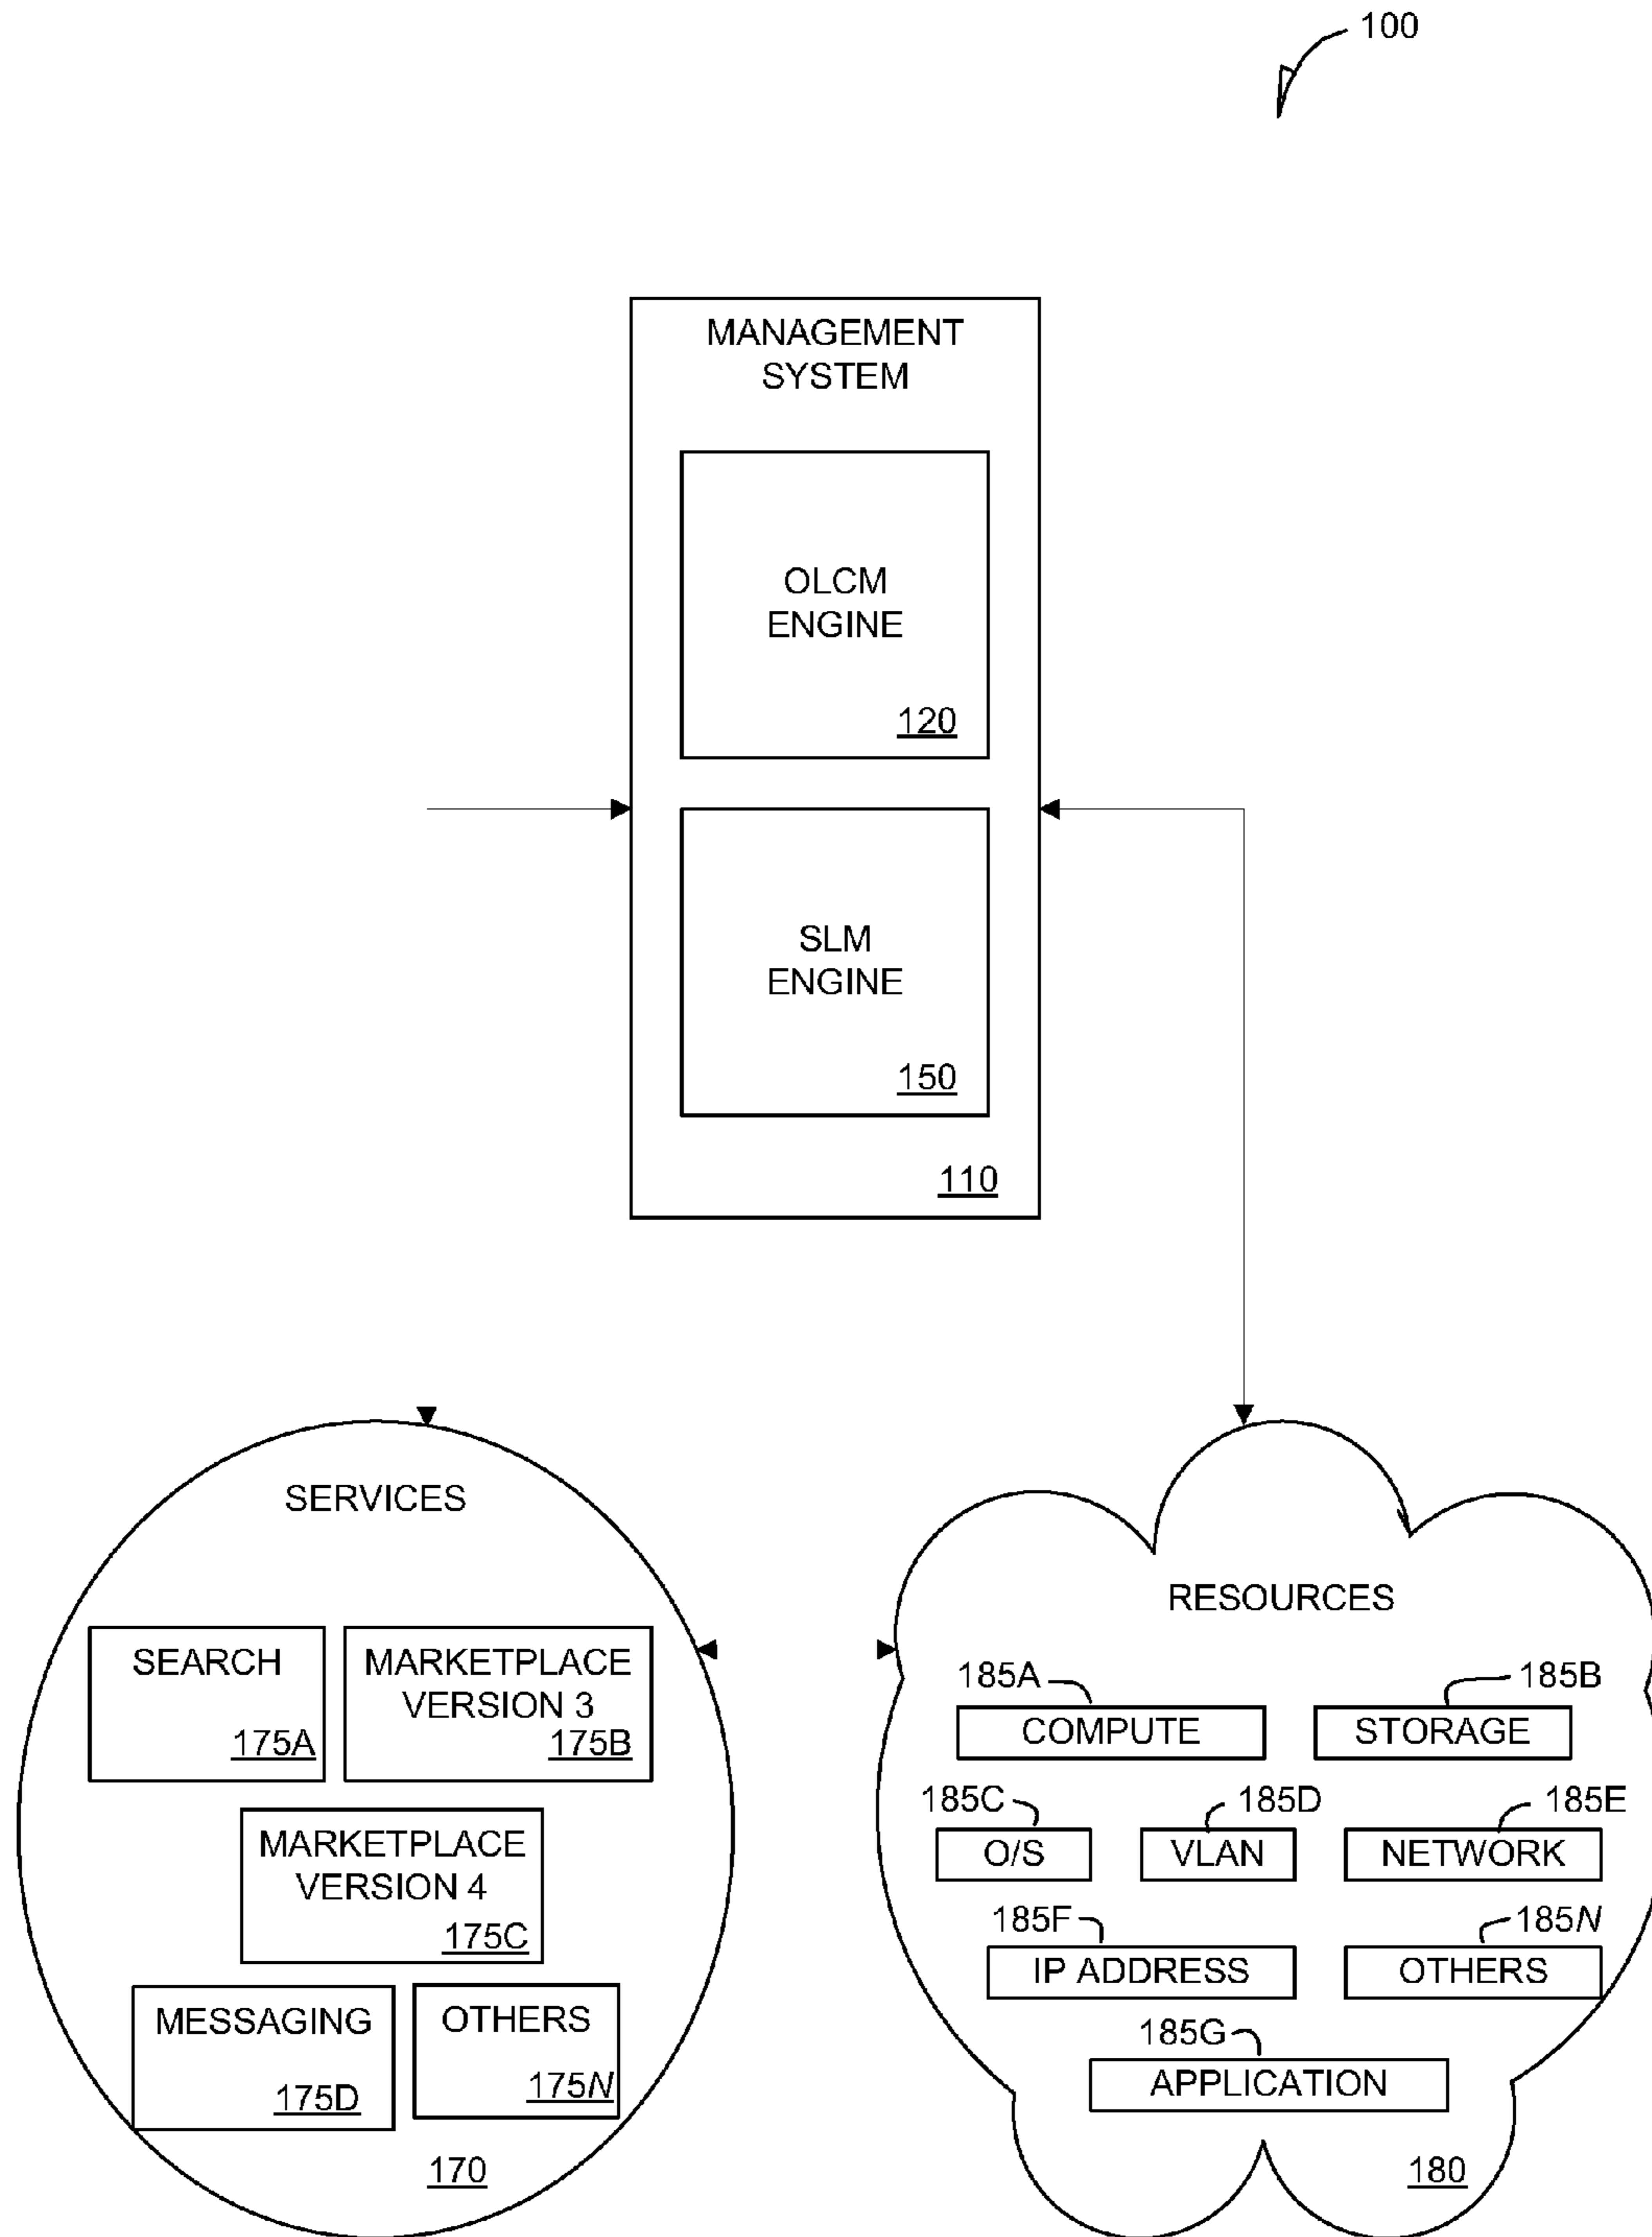 100
MANAGEMENT
SYSTEM
OLCM
ENGINE
120
SLM
ENGINE
150
110
SERVICES
SEARCH
175A
MARKETPLACE
VERSION 3
175B
MARKETPLACE
VERSION 4
175C
MESSAGING
175D
OTHERS
175N
170
RESOURCES
185A
COMPUTE
185B
STORAGE
185C
O/S
185D
VLAN
185E
NETWORK
185F
IP ADDRESS
185N
OTHERS
185G
APPLICATION
180